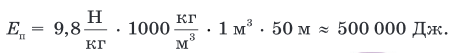 Eп = 9,8 Н/кг · 1000 кг/м³ · 1 м³ · 50 м ≈ 500 000 Дж.